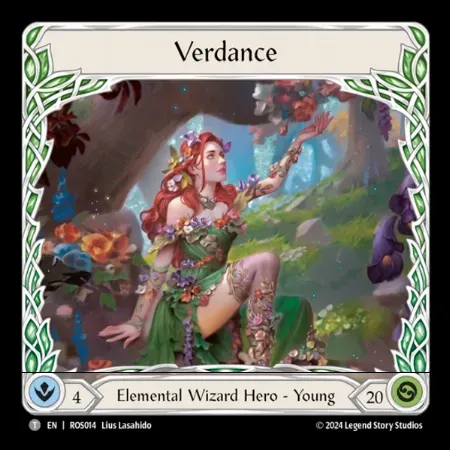 Verdance
4
Elemental Wizard Hero - Young
20
T EN | ROS014 Lius Lasahido
© 2024 Legend Story Studios